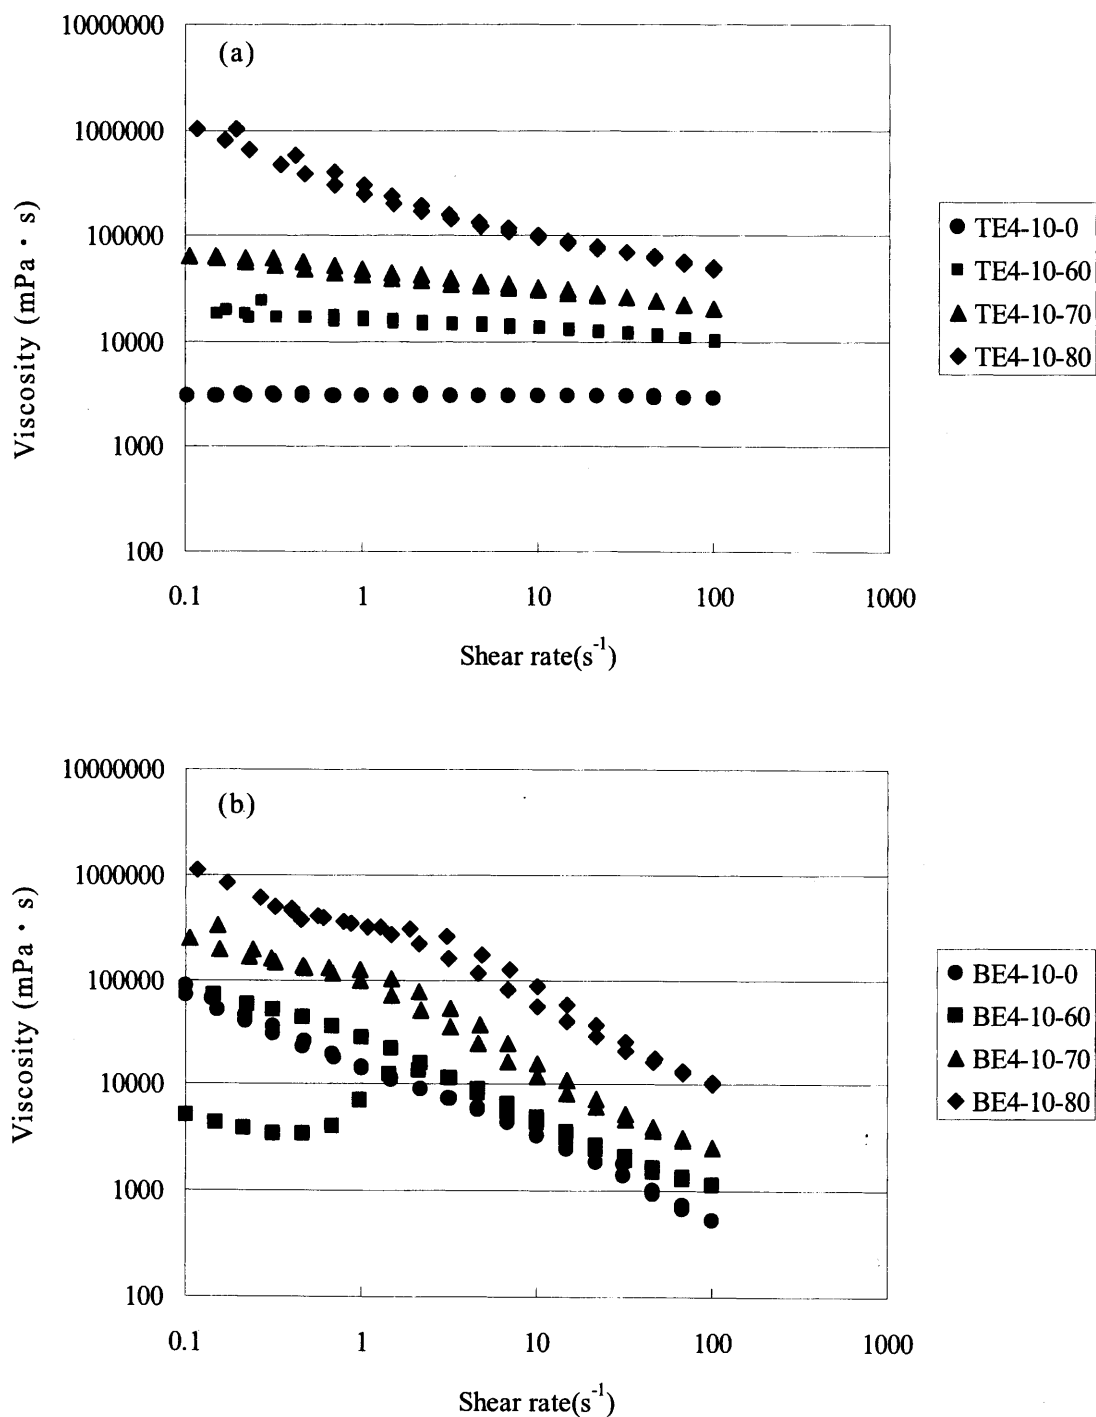 10000000
(a)
1000000
100000
10000
1000
100
0.1 1 10 100 1000
Viscosity (mPa · s)
Shear rate(s⁻¹)
TE4-10-0
TE4-10-60
TE4-10-70
TE4-10-80
10000000
(b)
1000000
100000
10000
1000
100
0.1 1 10 100 1000
Viscosity (mPa · s)
Shear rate(s⁻¹)
BE4-10-0
BE4-10-60
BE4-10-70
BE4-10-80